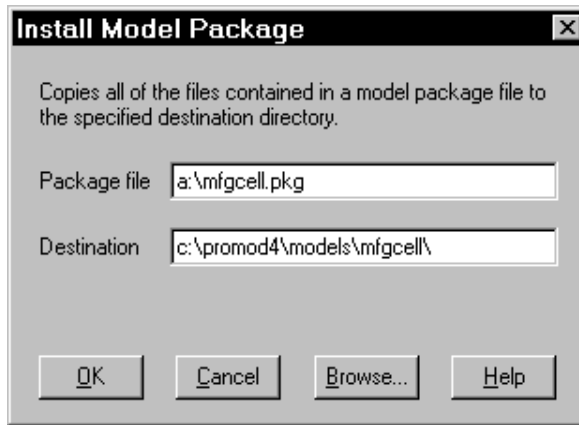 Install Model Package
Copies all of the files contained in a model package file to
the specified destination directory.
Package file a:\mfgcell.pkg
Destination c:\promod4\models\mfgcell\
OK Cancel Browse... Help